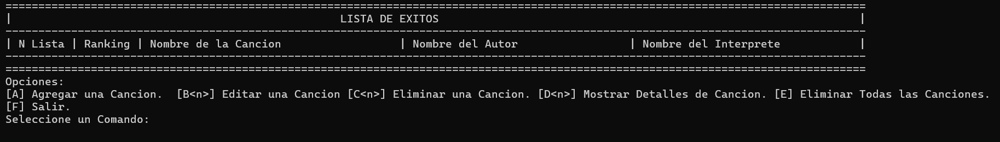 ===================================================================================================================================
|                                                  LISTA DE EXITOS                                                                |
-----------------------------------------------------------------------------------------------------------------------------------
| N Lista | Ranking | Nombre de la Cancion                  | Nombre del Autor                 | Nombre del Interprete            |
-----------------------------------------------------------------------------------------------------------------------------------
===================================================================================================================================
Opciones:
[A] Agregar una Cancion.  [B<n>] Editar una Cancion [C<n>] Eliminar una Cancion. [D<n>] Mostrar Detalles de Cancion. [E] Eliminar Todas las Canciones.
[F] Salir.
Seleccione un Comando: